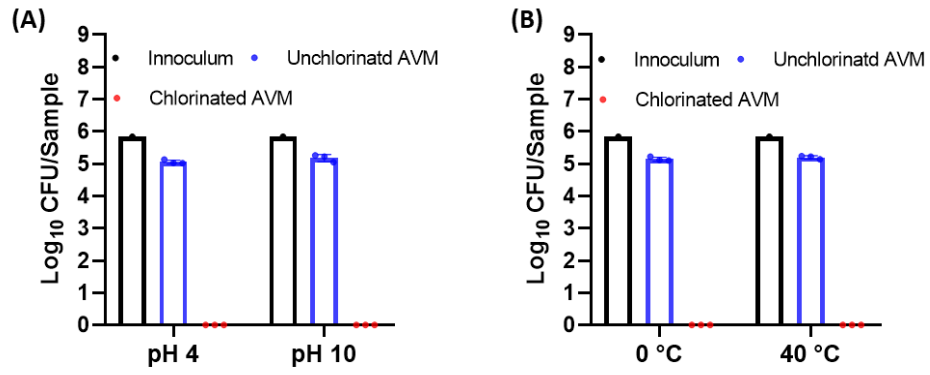 (A)
Log10 CFU/Sample
9
8
7
6
5
4
3
2
1
0
Innoculum
Unchlorinatd AVM
Chlorinated AVM
pH 4
pH 10
(B)
Log10 CFU/Sample
9
8
7
6
5
4
3
2
1
0
Innoculum
Unchlorinatd AVM
Chlorinated AVM
0 °C
40 °C